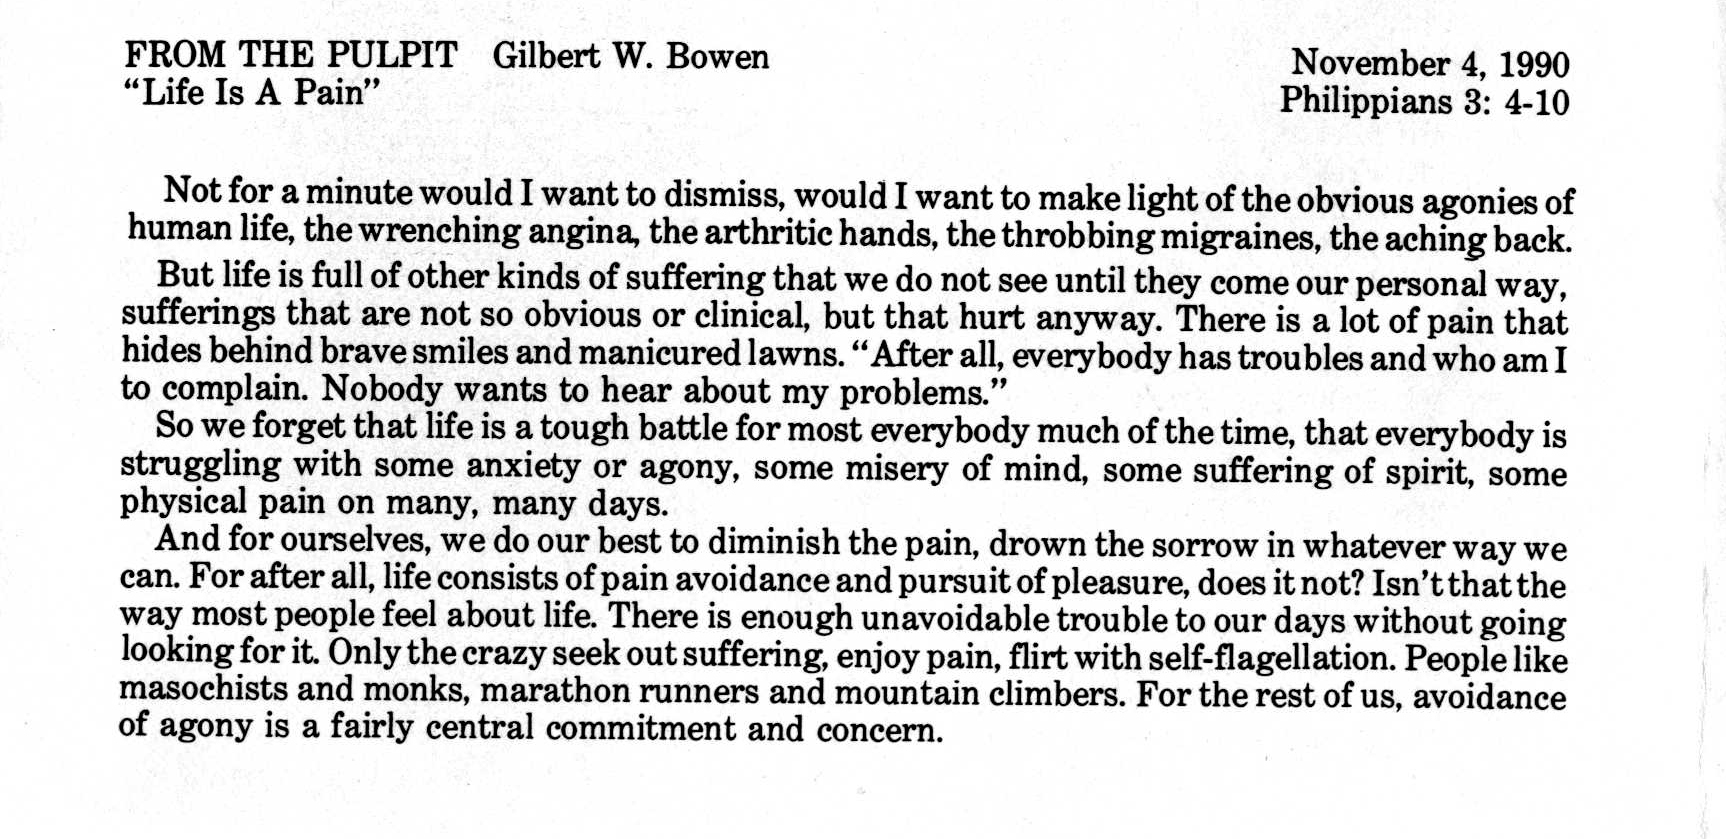 FROM THE PULPIT Gilbert W. Bowen
November 4, 1990
"Life Is A Pain"
Philippians 3: 4-10
Not for a minute would I want to dismiss, would I want to make light of the obvious agonies of
human life, the wrenching angina, the arthritic hands, the throbbing migraines, the aching back.
But life is full of other kinds of suffering that we do not see until they come our personal way,
sufferings that are not so obvious or clinical, but that hurt anyway. There is a lot of pain that
hides behind brave smiles and manicured lawns. "After all, everybody has troubles and who am I
to complain. Nobody wants to hear about my problems."
So we forget that life is a tough battle for most everybody much of the time, that everybody is
struggling with some anxiety or agony, some misery of mind, some suffering of spirit, some
physical pain on many, many days.
And for ourselves, we do our best to diminish the pain, drown the sorrow in whatever way we
can. For after all, life consists of pain avoidance and pursuit of pleasure, does it not? Isn't that the
way most people feel about life. There is enough unavoidable trouble to our days without going
looking for it. Only the crazy seek out suffering, enjoy pain, flirt with self-flagellation. People like
masochists and monks, marathon runners and mountain climbers. For the rest of us, avoidance
of agony is a fairly central commitment and concern.